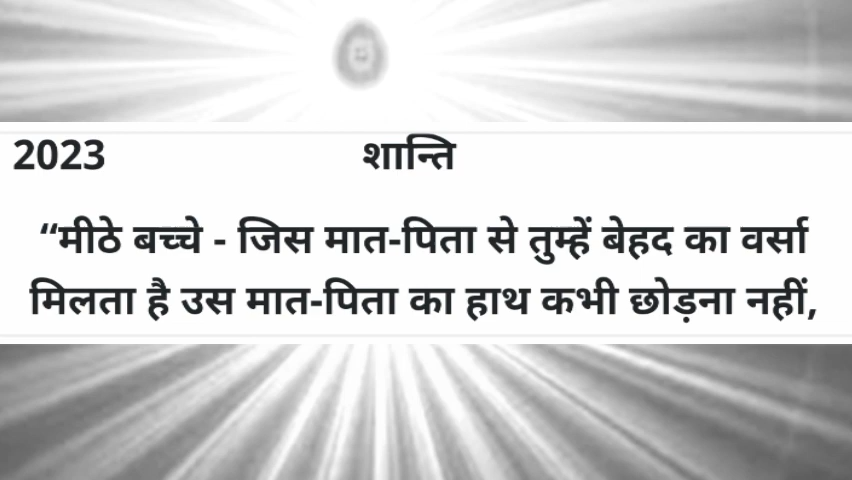 2023 शान्ति
“मीठे बच्चे - जिस मात-पिता से तुम्हें बेहद का वर्सा
मिलता है उस मात-पिता का हाथ कभी छोड़ना नहीं,